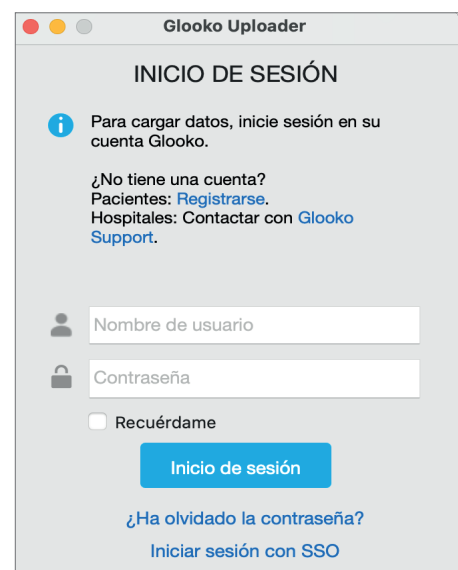 Glooko Uploader
INICIO DE SESIÓN
Para cargar datos, inicie sesión en su
cuenta Glooko.
¿No tiene una cuenta?
Pacientes: Registrarse.
Hospitales: Contactar con Glooko
Support.
Nombre de usuario
Contraseña
Recuérdame
Inicio de sesión
¿Ha olvidado la contraseña?
Iniciar sesión con SSO